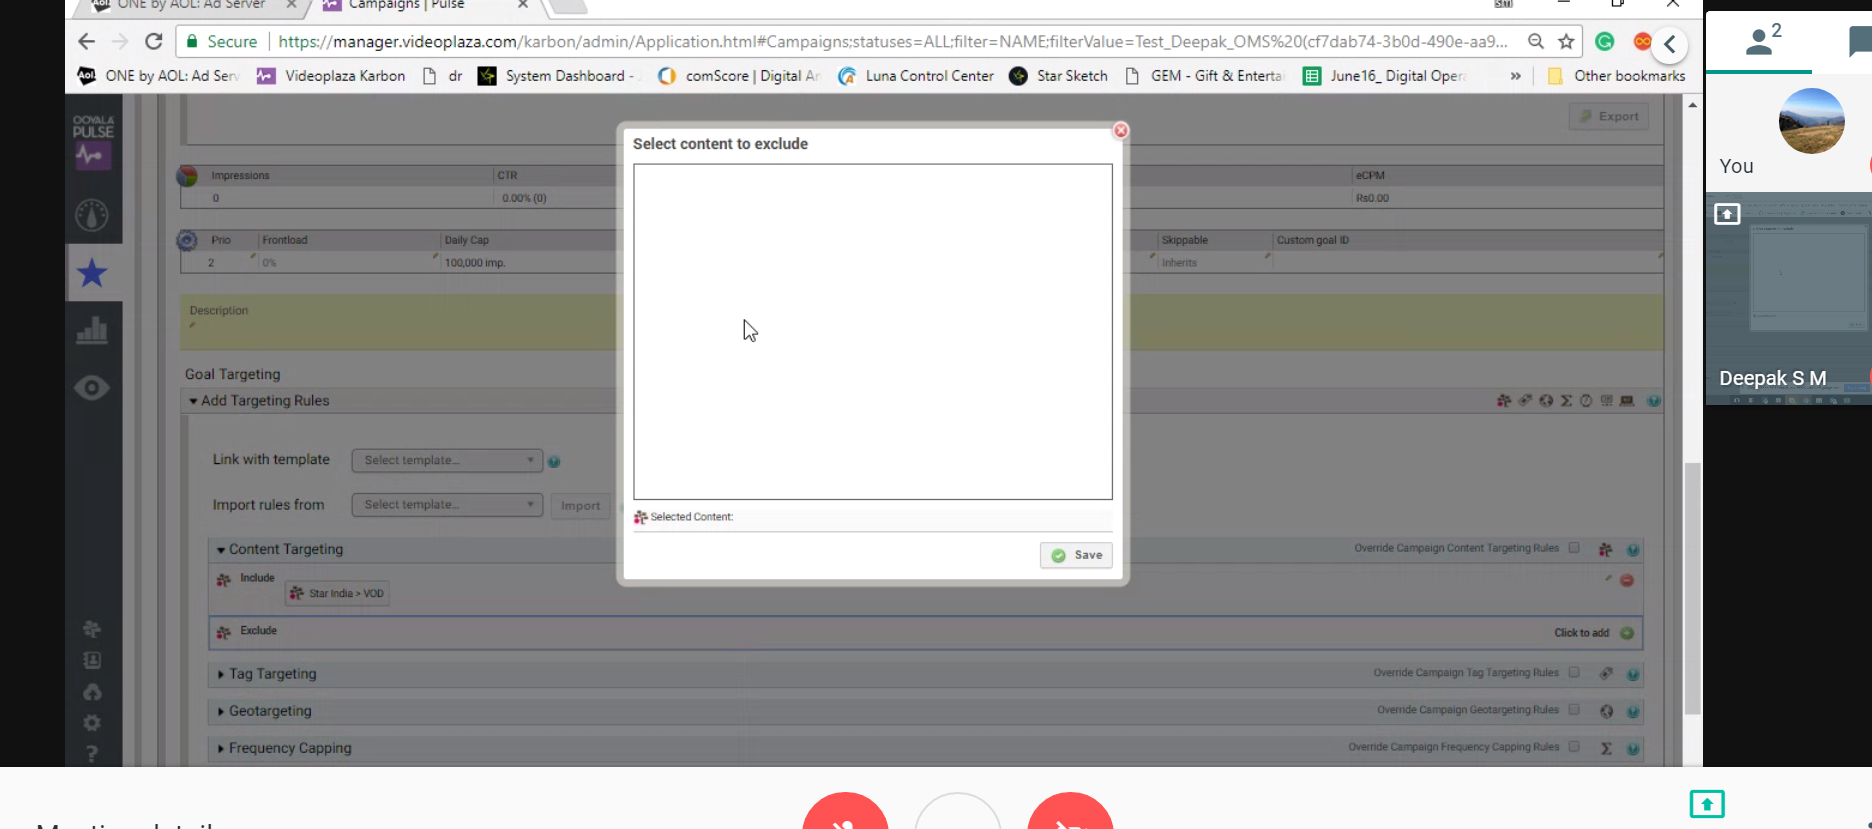 ONE by AOL: Ad Server
Campaigns | Pulse
Secure
https://manager.videoplaza.com/karbon/admin/Application.html#Campaigns;statuses=ALL;filter=NAME;filterValue=Test_Deepak_OMS%20(cf7dab74-3b0d-490e-aa9...
2
Aol. ONE by AOL: Ad Serv
Videoplaza Karbon
dr
System Dashboard -
comScore | Digital An
Luna Control Center
Star Sketch
GEM - Gift & Enterta
June16_ Digital Oper
»
Other bookmarks
OOYALA
PULSE
Export
Select content to exclude
You
Impressions
CTR
eCPM
0
0.00% (0)
Rs0.00
Prio
Frontload
Daily Cap
Skippable
Custom goal ID
2
0%
100,000 imp.
Inherits
Description
Goal Targeting
Deepak S M
Add Targeting Rules
Link with template
Select template...
Import rules from
Select template...
Import
Selected Content:
Save
Content Targeting
Override Campaign Content Targeting Rules
Include
Star India > VOD
Exclude
Click to add
Tag Targeting
Override Campaign Tag Targeting Rules
Geotargeting
Override Campaign Geotargeting Rules
Frequency Capping
Override Campaign Frequency Capping Rules
?